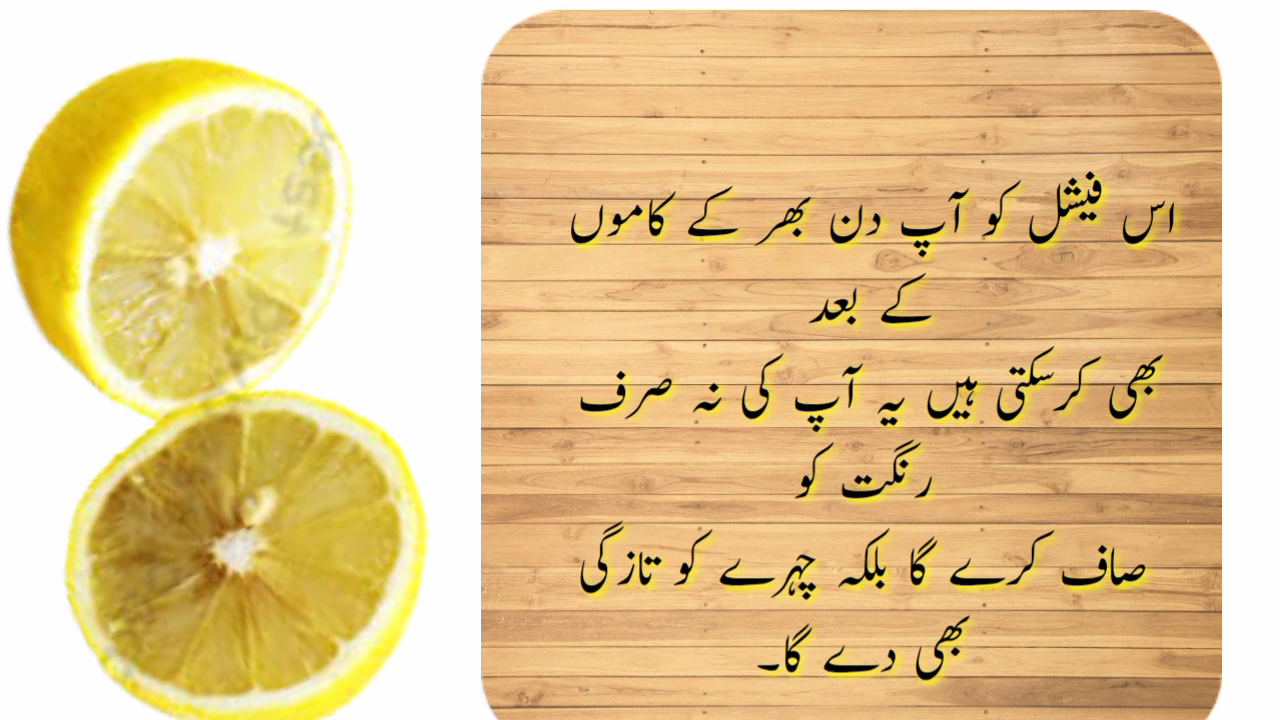 اس فیشل کو آپ دن بھر کے کاموں
کے بعد
بھی کرسکتی ہیں یہ آپ کی نہ صرف
رنگت کو
صاف کرے گا بلکہ چہرے کو تازگی
بھی دے گا۔